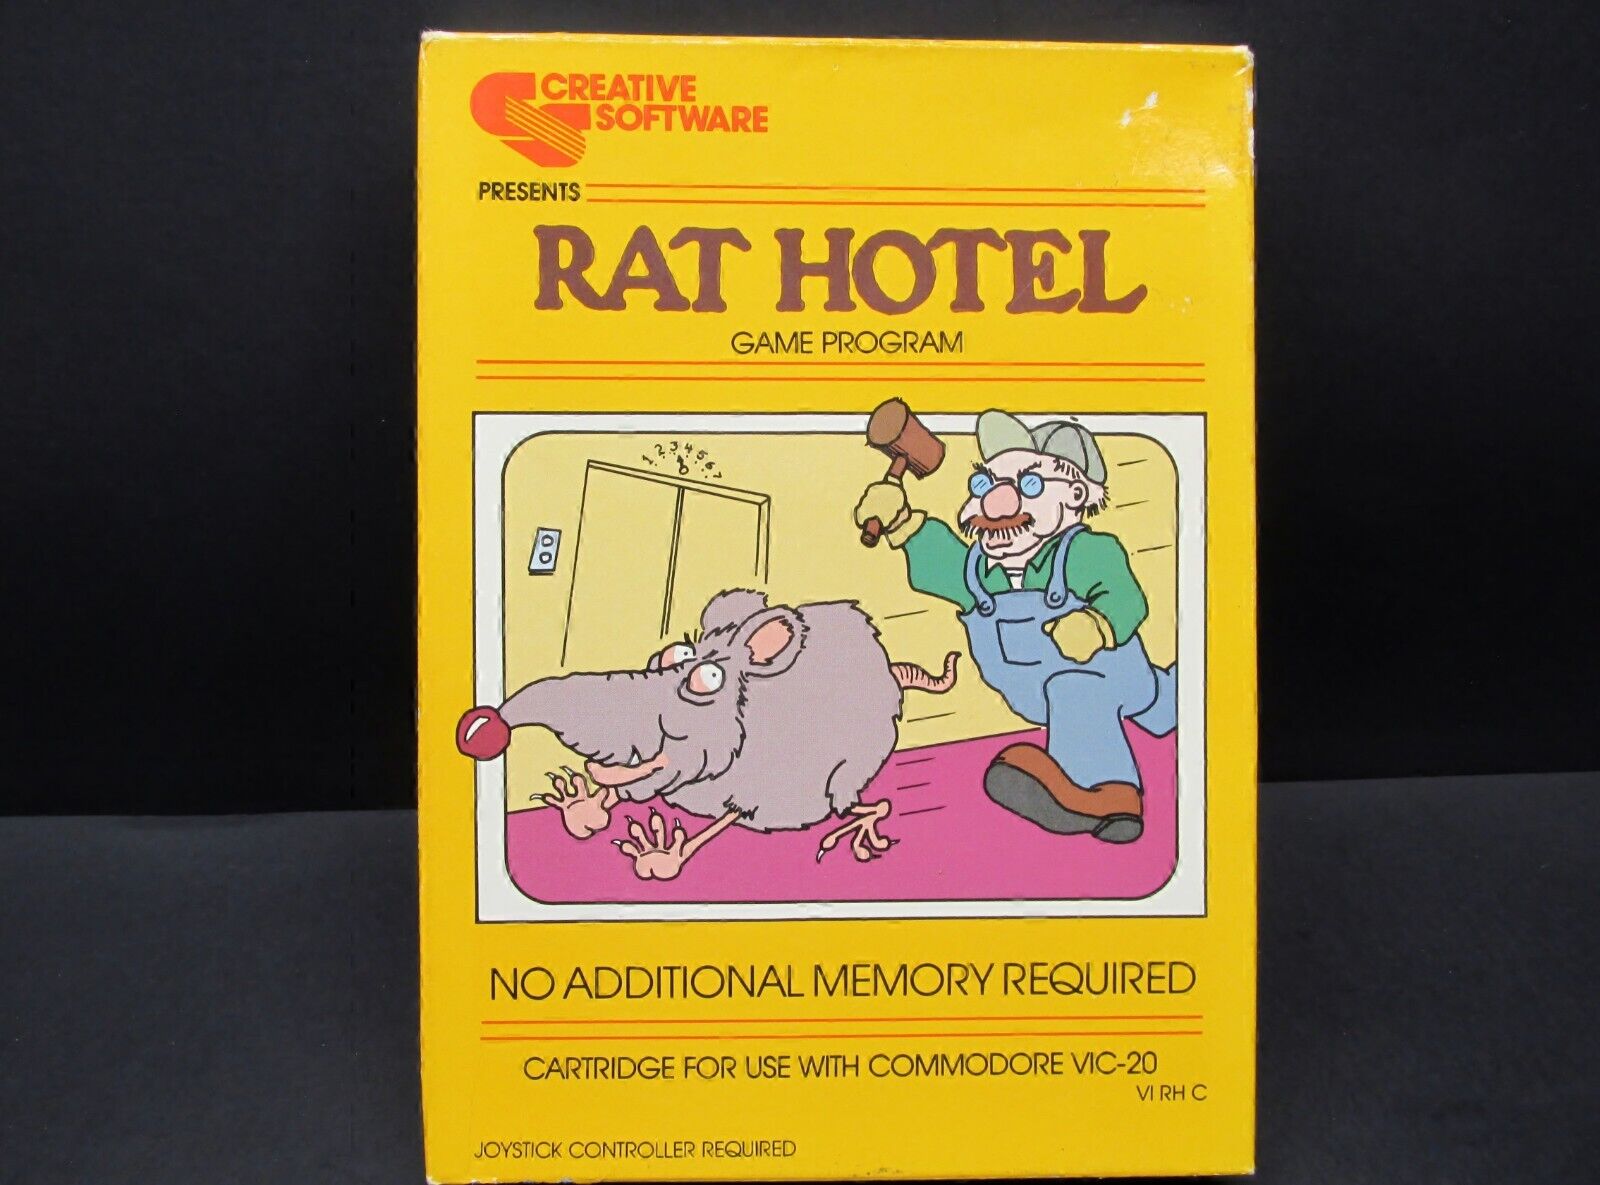 CREATIVE
SOFTWARE
PRESENTS
RAT HOTEL
GAME PROGRAM
1 2 3 4 5 6 7
NO ADDITIONAL MEMORY REQUIRED
CARTRIDGE FOR USE WITH COMMODORE VIC-20
VI RH C
JOYSTICK CONTROLLER REQUIRED